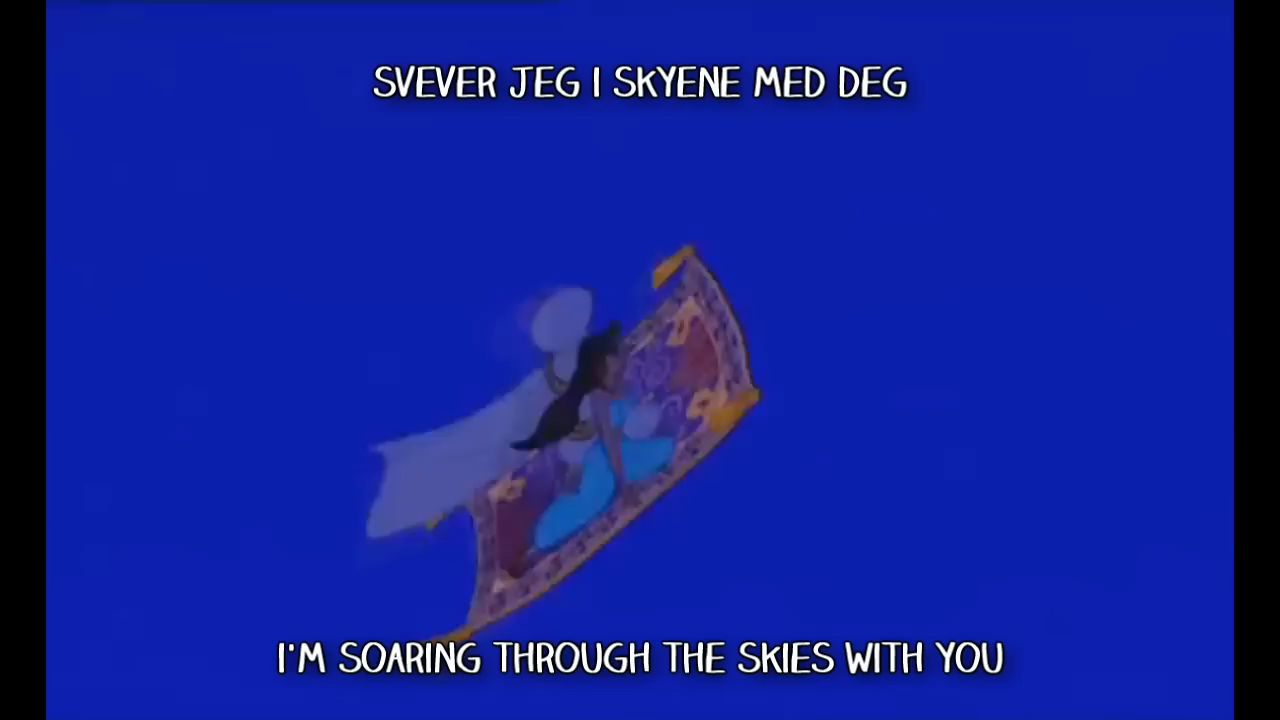 SVEVER JEG I SKYENE MED DEG
I'M SOARING THROUGH THE SKIES WITH YOU